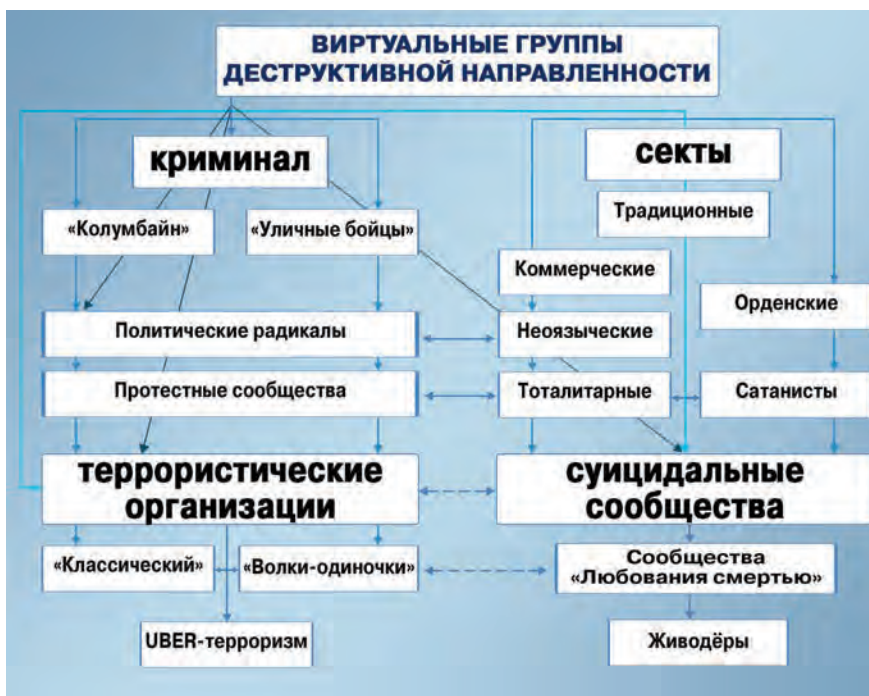 ВИРТУАЛЬНЫЕ ГРУППЫ
ДЕСТРУКТИВНОЙ НАПРАВЛЕННОСТИ
криминал
секты
«Колумбайн»
«Уличные бойцы»
Традиционные
Коммерческие
Орденские
Политические радикалы
Неоязыческие
Протестные сообщества
Тоталитарные
Сатанисты
террористические
организации
суицидальные
сообщества
«Классический»
«Волки-одиночки»
Сообщества
«Любования смертью»
UBER-терроризм
Живодёры